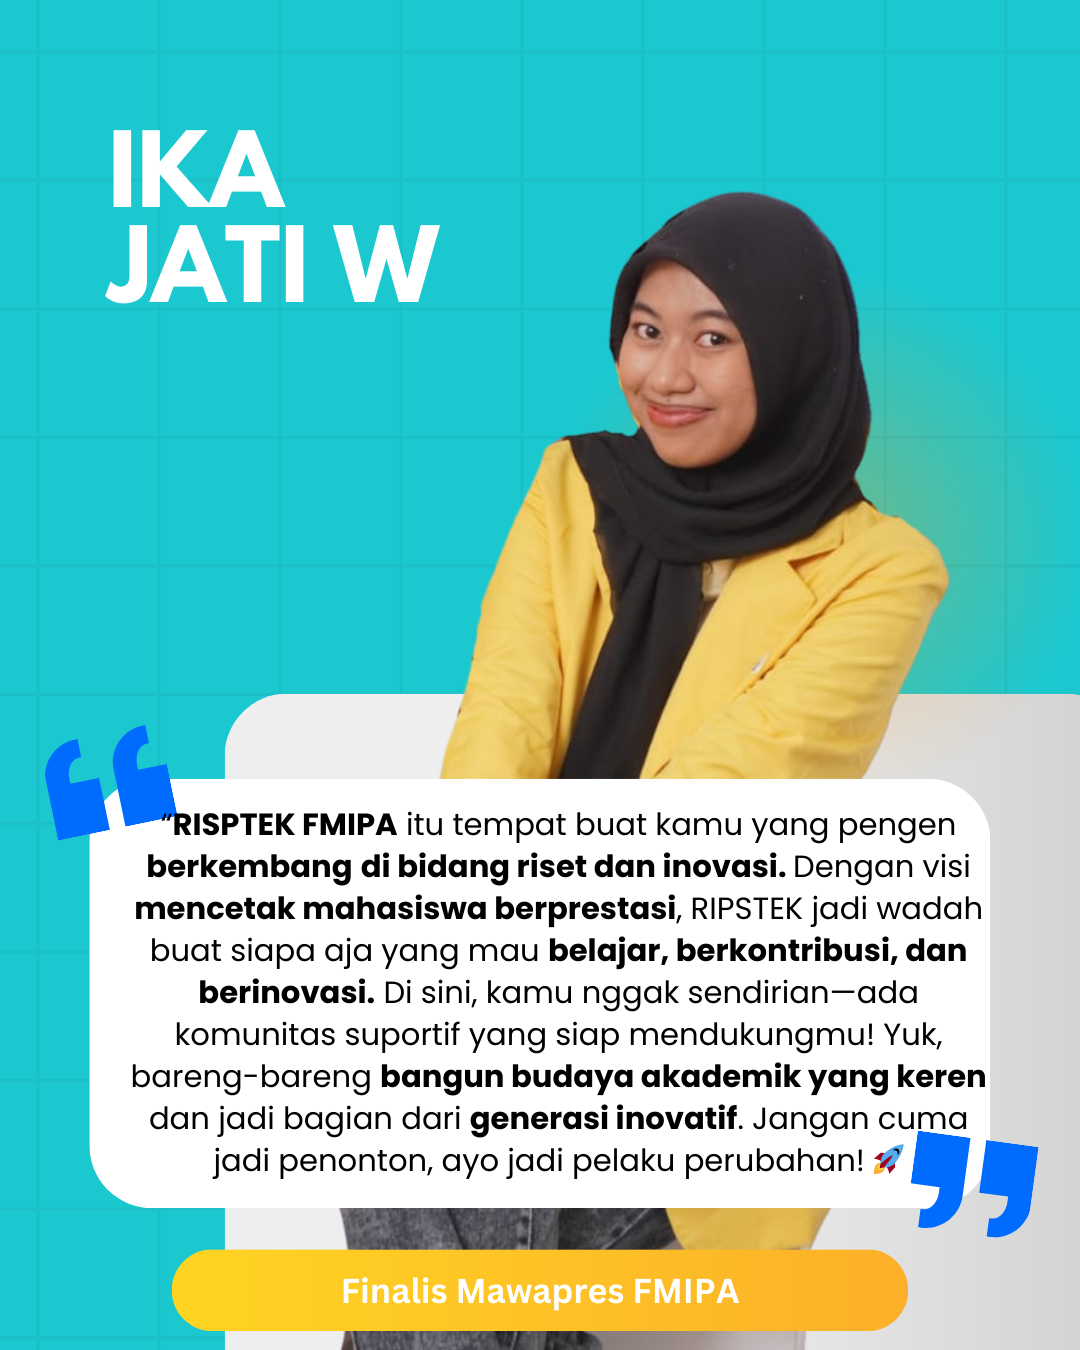 IKA
JATI W
“RISPTEK FMIPA itu tempat buat kamu yang pengen
berkembang di bidang riset dan inovasi. Dengan visi
mencetak mahasiswa berprestasi, RIPSTEK jadi wadah
buat siapa aja yang mau belajar, berkontribusi, dan
berinovasi. Di sini, kamu nggak sendirian—ada
komunitas suportif yang siap mendukungmu! Yuk,
bareng-bareng bangun budaya akademik yang keren
dan jadi bagian dari generasi inovatif. Jangan cuma
jadi penonton, ayo jadi pelaku perubahan! 🚀
Finalis Mawapres FMIPA